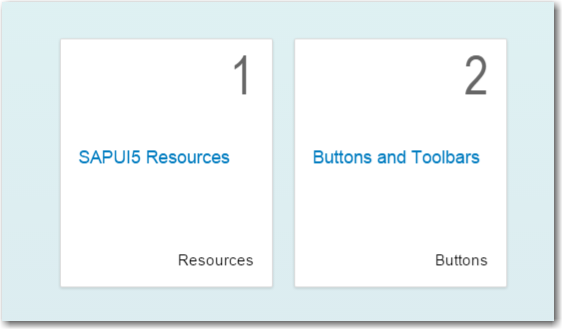 1
SAPUI5 Resources
Resources
2
Buttons and Toolbars
Buttons